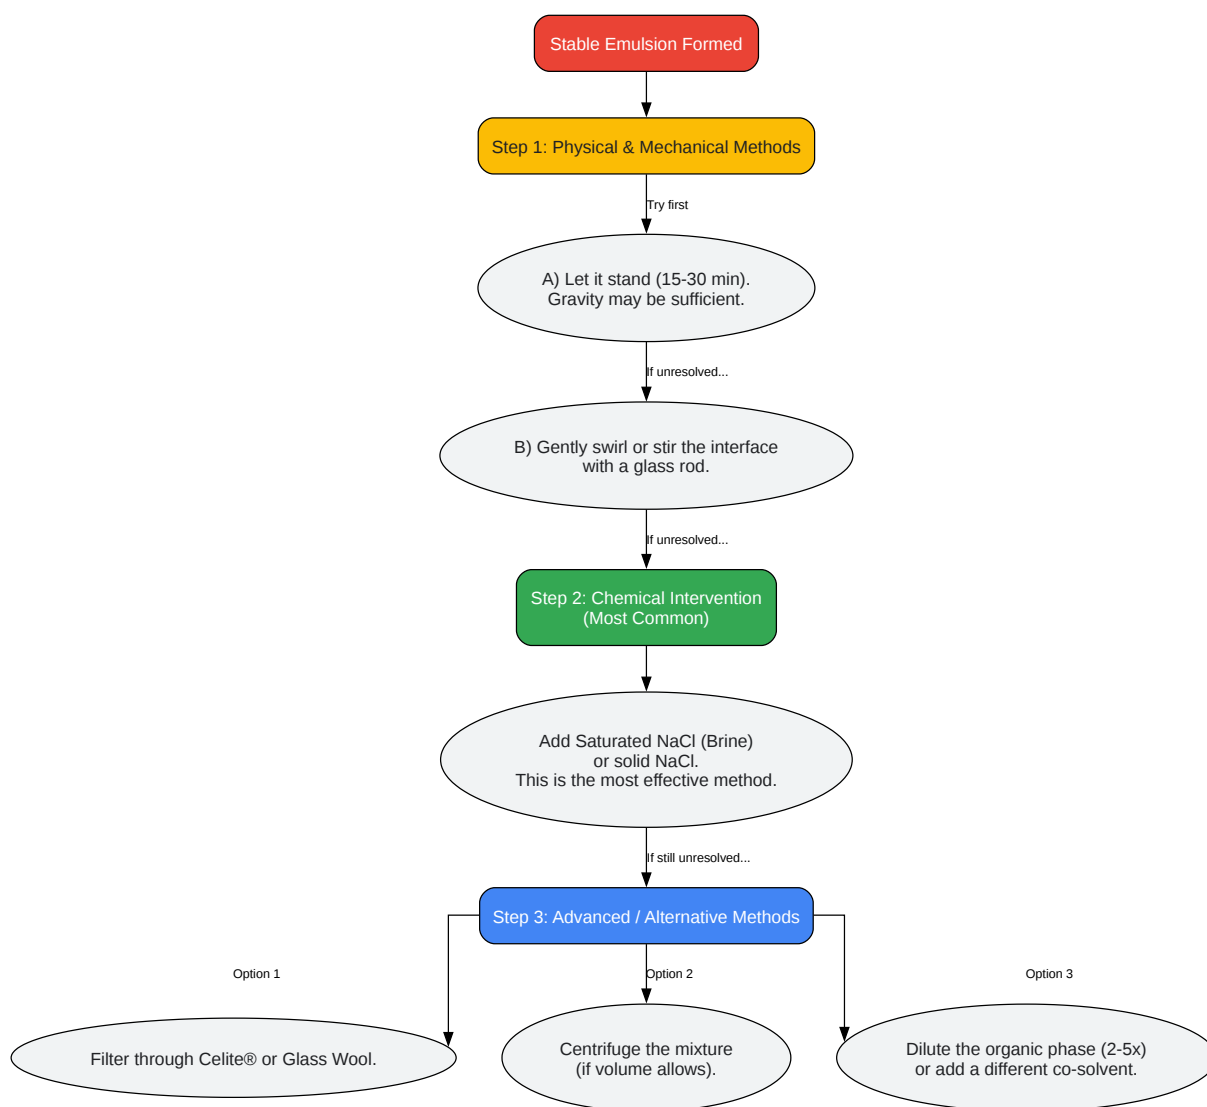 Stable Emulsion Formed
Step 1: Physical & Mechanical Methods
Try first
A) Let it stand (15-30 min).
Gravity may be sufficient.
If unresolved...
B) Gently swirl or stir the interface
with a glass rod.
If unresolved...
Step 2: Chemical Intervention
(Most Common)
Add Saturated NaCl (Brine)
or solid NaCl.
This is the most effective method.
If still unresolved...
Step 3: Advanced / Alternative Methods
Option 1
Option 2
Option 3
Filter through Celite® or Glass Wool.
Centrifuge the mixture
(if volume allows).
Dilute the organic phase (2-5x)
or add a different co-solvent.